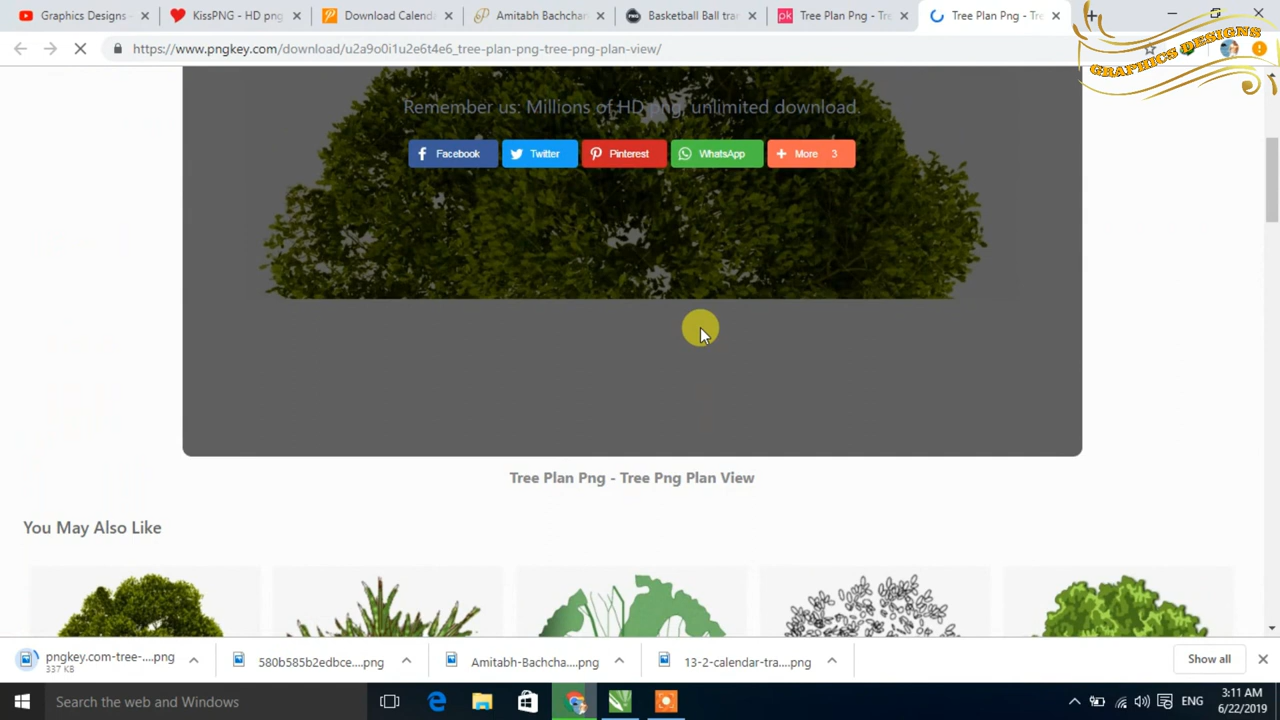 Graphics Designs -
KissPNG - HD png
Download Calenda
Amitabh Bachchan
Basketball Ball tran
Tree Plan Png - Tre
Tree Plan Png - Tre
GRAPHICS DESIGNS
https://www.pngkey.com/download/u2a9o0i1u2e6t4e6_tree-plan-png-tree-png-plan-view/
Remember us: Millions of HD png, unlimited download.
Facebook
Twitter
Pinterest
WhatsApp
More 3
Tree Plan Png - Tree Png Plan View
You May Also Like
pngkey.com-tree-....png
337 KB
580b585b2edbce....png
Amitabh-Bachcha....png
13-2-calendar-tra....png
Show all
Search the web and Windows
ENG
3:11 AM
6/22/2019